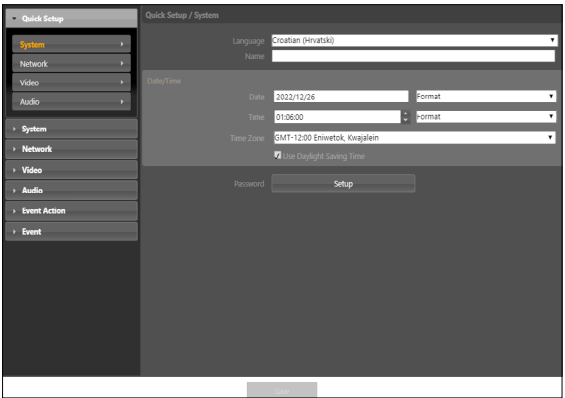 Quick Setup
System
Network
Video
Audio
System
Network
Video
Audio
Event Action
Event
Quick Setup / System
Language Croatian (Hrvatski)
Name
Date/Time
Date 2022/12/26 Format
Time 01:06:00 Format
Time Zone GMT-12:00 Eniwetok, Kwajalein
Use Daylight Saving Time
Password Setup
Save